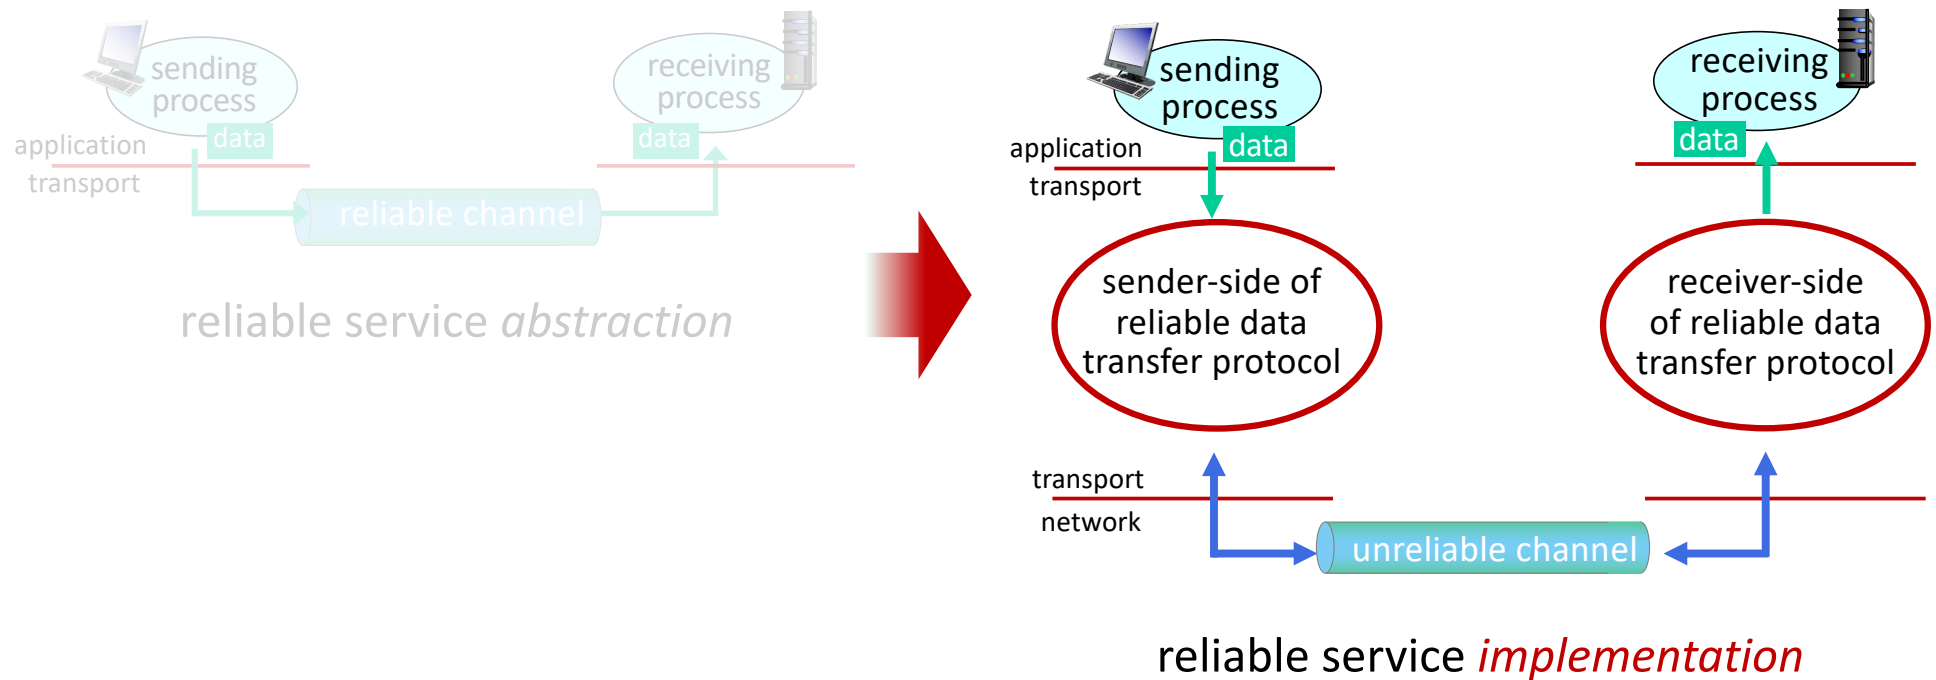 sending
process
data
application
transport
receiving
process
data
reliable channel
reliable service abstraction
sending
process
data
application
transport
receiving
process
data
sender-side of
reliable data
transfer protocol
receiver-side
of reliable data
transfer protocol
transport
network
unreliable channel
reliable service implementation